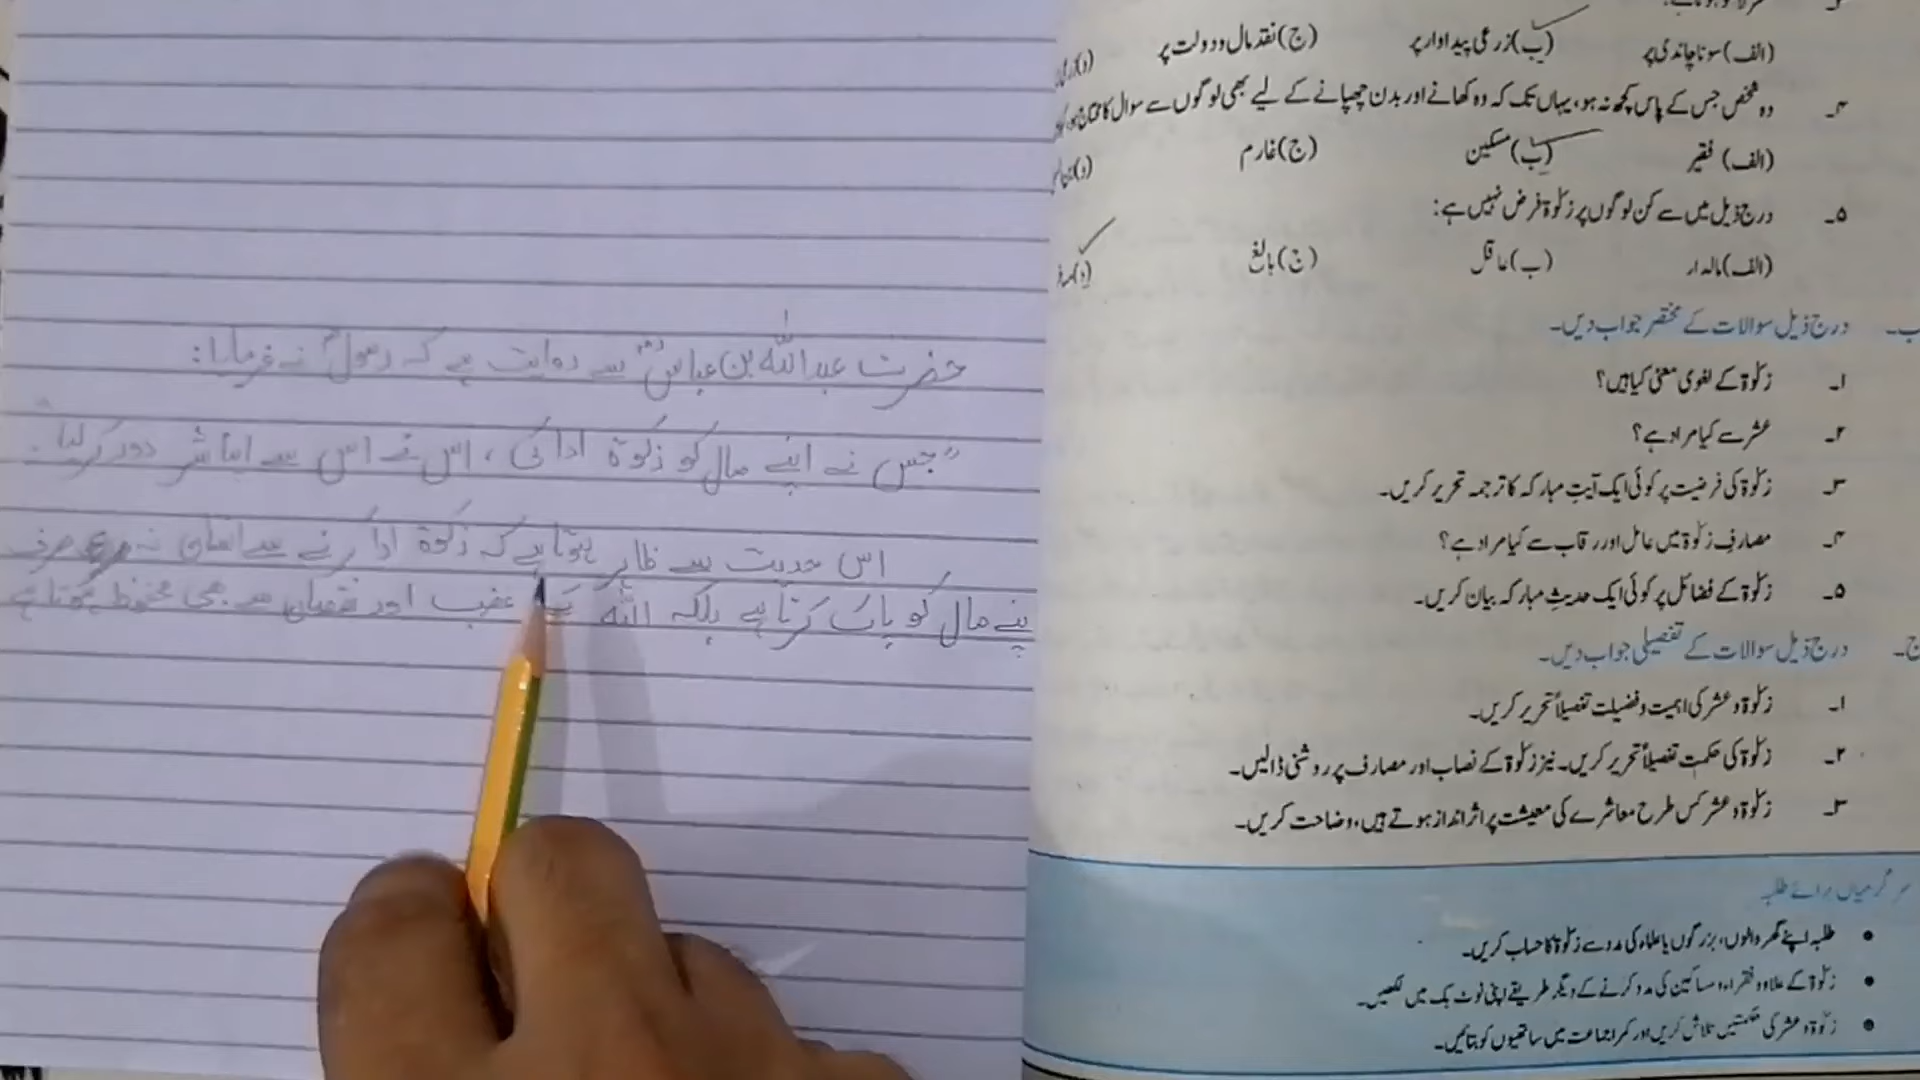 (الف) سونا چاندی پر (ب) زرعی پیداوار پر (ج) نقد مال و دولت پر (د)
۴۔ وہ شخص جس کے پاس کچھ نہ ہو، یہاں تک کہ وہ کھانے اور بدن چھپانے کے لیے بھی لوگوں سے سوال کا محتاج ہو،
(الف) فقیر (ب) مسکین (ج) غارم (د)
۵۔ درج ذیل میں سے کن لوگوں پر زکوٰۃ فرض نہیں ہے:
(الف) مالدار (ب) عاقل (ج) بالغ (د)
ب۔ درج ذیل سوالات کے مختصر جواب دیں۔
۱۔ زکوٰۃ کے لغوی معنیٰ کیا ہیں؟
۲۔ عشر سے کیا مراد ہے؟
۳۔ زکوٰۃ کی فرضیت پر کوئی ایک آیت مبارکہ کا ترجمہ تحریر کریں۔
۴۔ مصارفِ زکوٰۃ میں عامل اور رقاب سے کیا مراد ہے؟
۵۔ زکوٰۃ کے فضائل پر کوئی ایک حدیثِ مبارکہ بیان کریں۔
ج۔ درج ذیل سوالات کے تفصیلی جواب دیں۔
۱۔ زکوٰۃ و عشر کی اہمیت و فضیلت تفصیلاً تحریر کریں۔
۲۔ زکوٰۃ کی حکمت تفصیلاً تحریر کریں۔ نیز زکوٰۃ کے نصاب اور مصارف پر روشنی ڈالیں۔
۳۔ زکوٰۃ و عشر کس طرح معاشرے کی معیشت پر اثر انداز ہوتے ہیں، وضاحت کریں۔
سرگرمیاں برائے طلبہ
• طلبہ اپنے گھر والوں، بزرگوں یا علماء کی مدد سے زکوٰۃ کا حساب کریں۔
• زکوٰۃ کے علاوہ فقراء و مساکین کی مدد کرنے کے دیگر طریقے اپنی نوٹ بک میں لکھیں۔
• زکوٰۃ و عشر کی حکمتیں تلاش کریں اور کمرا جماعت میں ساتھیوں کو بتائیں۔
حضرت عبداللہ بن عباسؓ سے روایت ہے کہ رسولؐ نے فرمایا:
"جس نے اپنے مال کو زکوٰۃ ادا کی، اس نے اس سے اپنا شر دور کر لیا۔
اس حدیث سے ظاہر ہوتا ہے کہ زکوٰۃ ادا کرنے سے انسان نہ صرف
اپنے مال کو پاک کرتا ہے بلکہ اللہ کے غضب اور نقصان سے بھی محفوظ ہوتا ہے